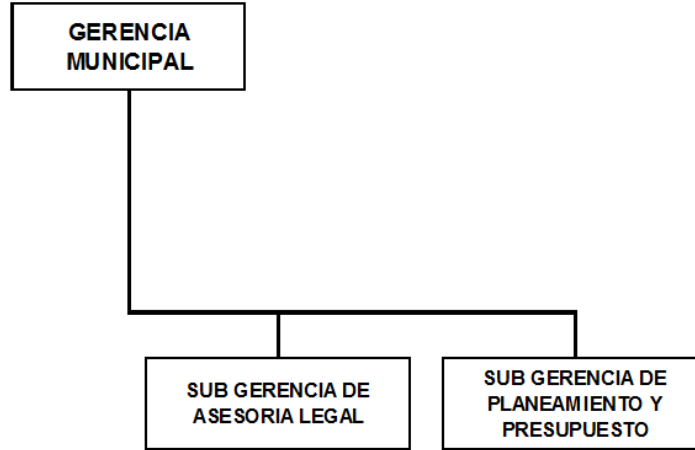 GERENCIA
MUNICIPAL
SUB GERENCIA DE
ASESORIA LEGAL
SUB GERENCIA DE
PLANEAMIENTO Y
PRESUPUESTO